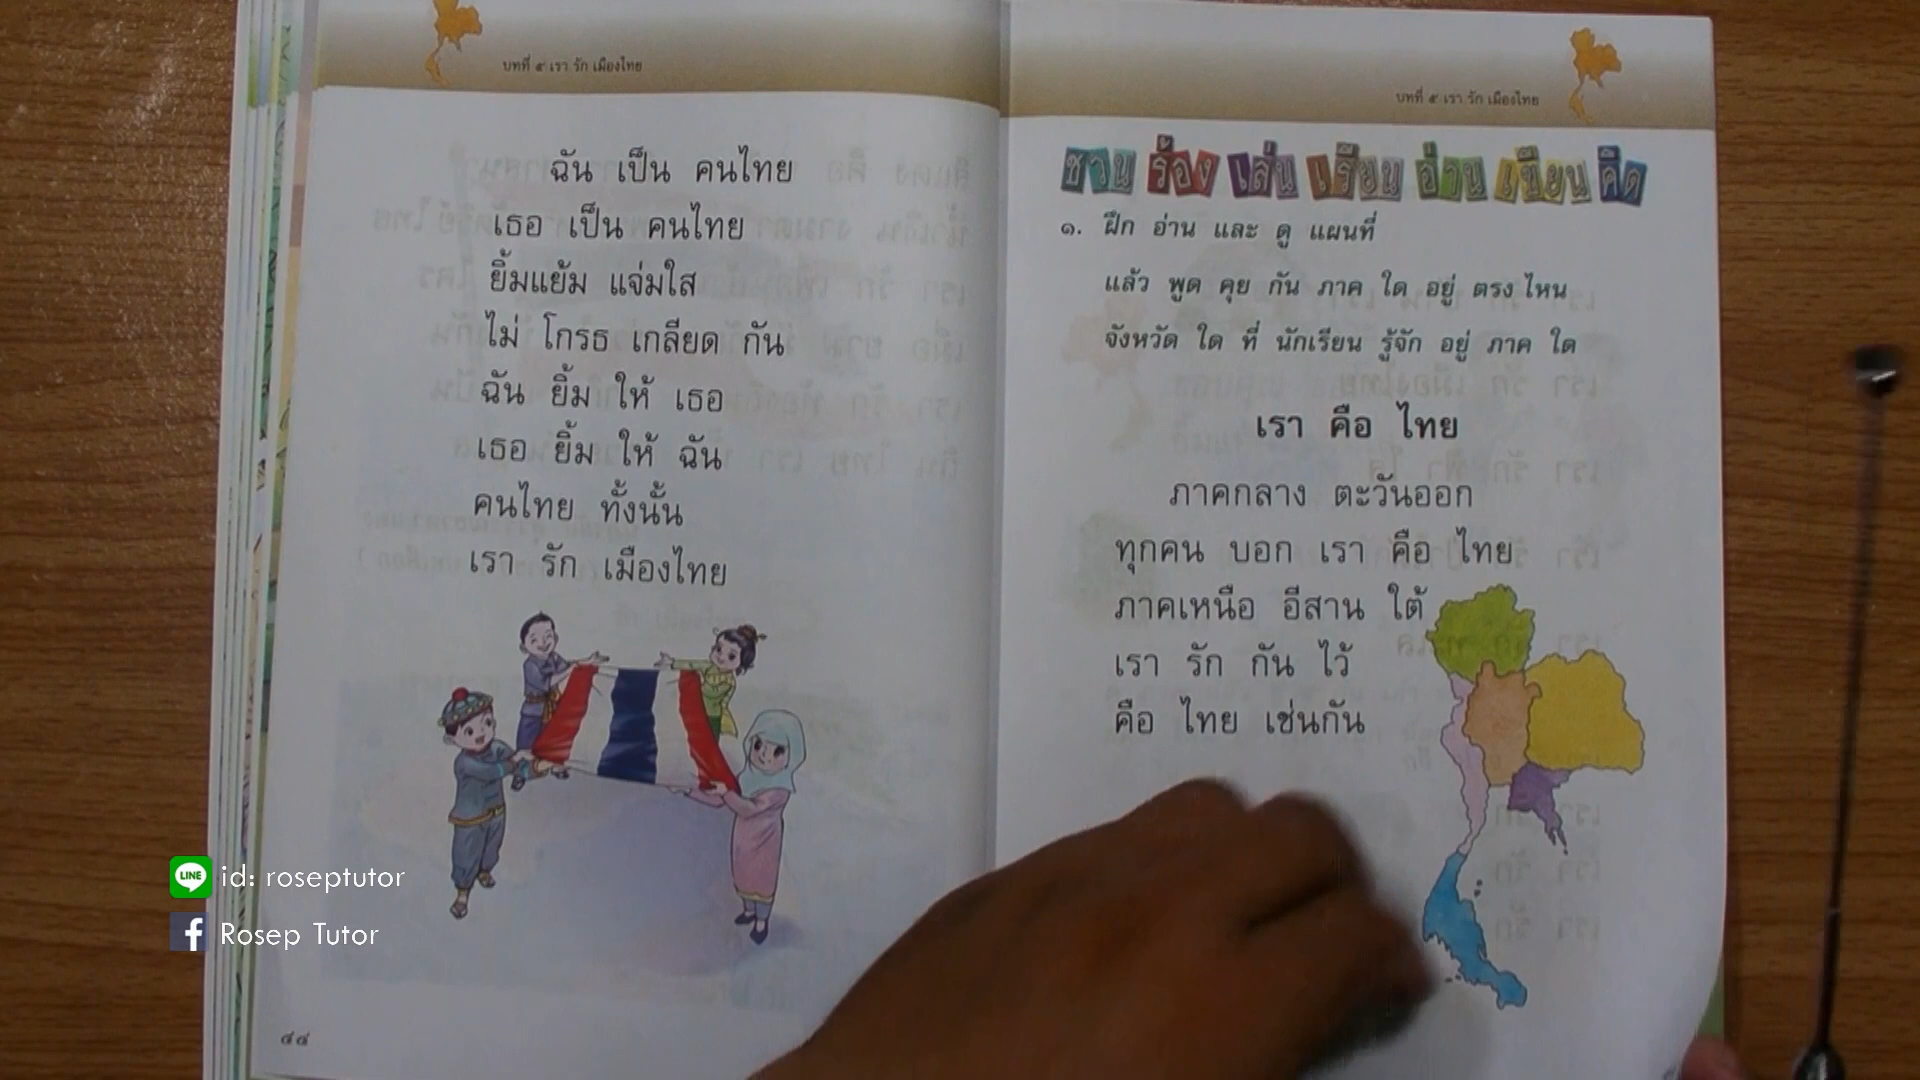 บทที่ ๕ เรา รัก เมืองไทย
ฉัน เป็น คนไทย
เธอ เป็น คนไทย
ยิ้มแย้ม แจ่มใส
ไม่ โกรธ เกลียด กัน
ฉัน ยิ้ม ให้ เธอ
เธอ ยิ้ม ให้ ฉัน
คนไทย ทั้งนั้น
เรา รัก เมืองไทย
LINE id: roseptutor
f Rosep Tutor
บทที่ ๕ เรา รัก เมืองไทย
ชวน ร้อง เล่น เรียน อ่าน เขียน คิด
๑. ฝึก อ่าน และ ดู แผนที่
แล้ว พูด คุย กัน ภาค ใด อยู่ ตรง ไหน
จังหวัด ใด ที่ นักเรียน รู้จัก อยู่ ภาค ใด
เรา คือ ไทย
ภาคกลาง ตะวันออก
ทุกคน บอก เรา คือ ไทย
ภาคเหนือ อีสาน ใต้
เรา รัก กัน ไว้
คือ ไทย เช่นกัน